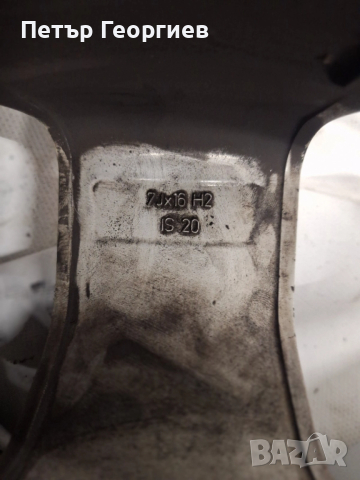 Петър Георгиев
7Jx16 H2
IS 20
BAZAR